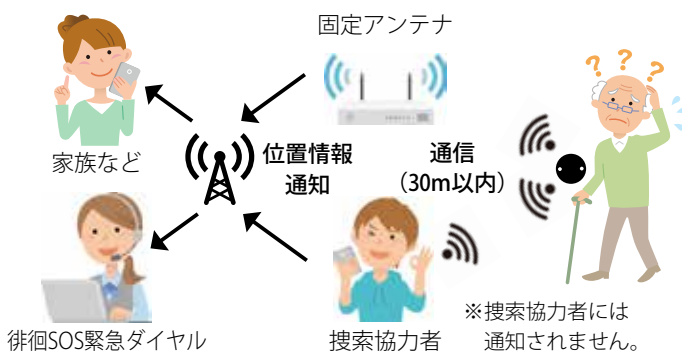 固定アンテナ
? ? ?
家族など
位置情報
通知
通信
（30m以内）
徘徊SOS緊急ダイヤル
捜索協力者
※捜索協力者には
通知されません。